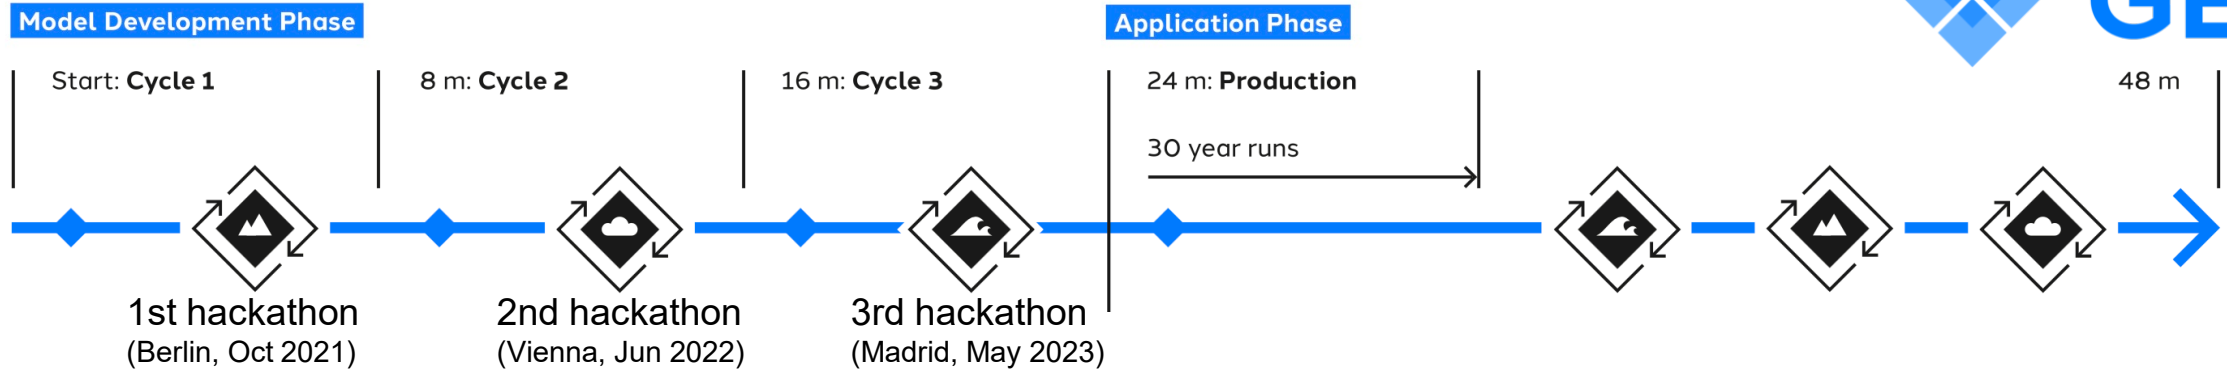 Model Development Phase
Application Phase
Start: Cycle 1
8 m: Cycle 2
16 m: Cycle 3
24 m: Production
48 m
30 year runs
1st hackathon
(Berlin, Oct 2021)
2nd hackathon
(Vienna, Jun 2022)
3rd hackathon
(Madrid, May 2023)